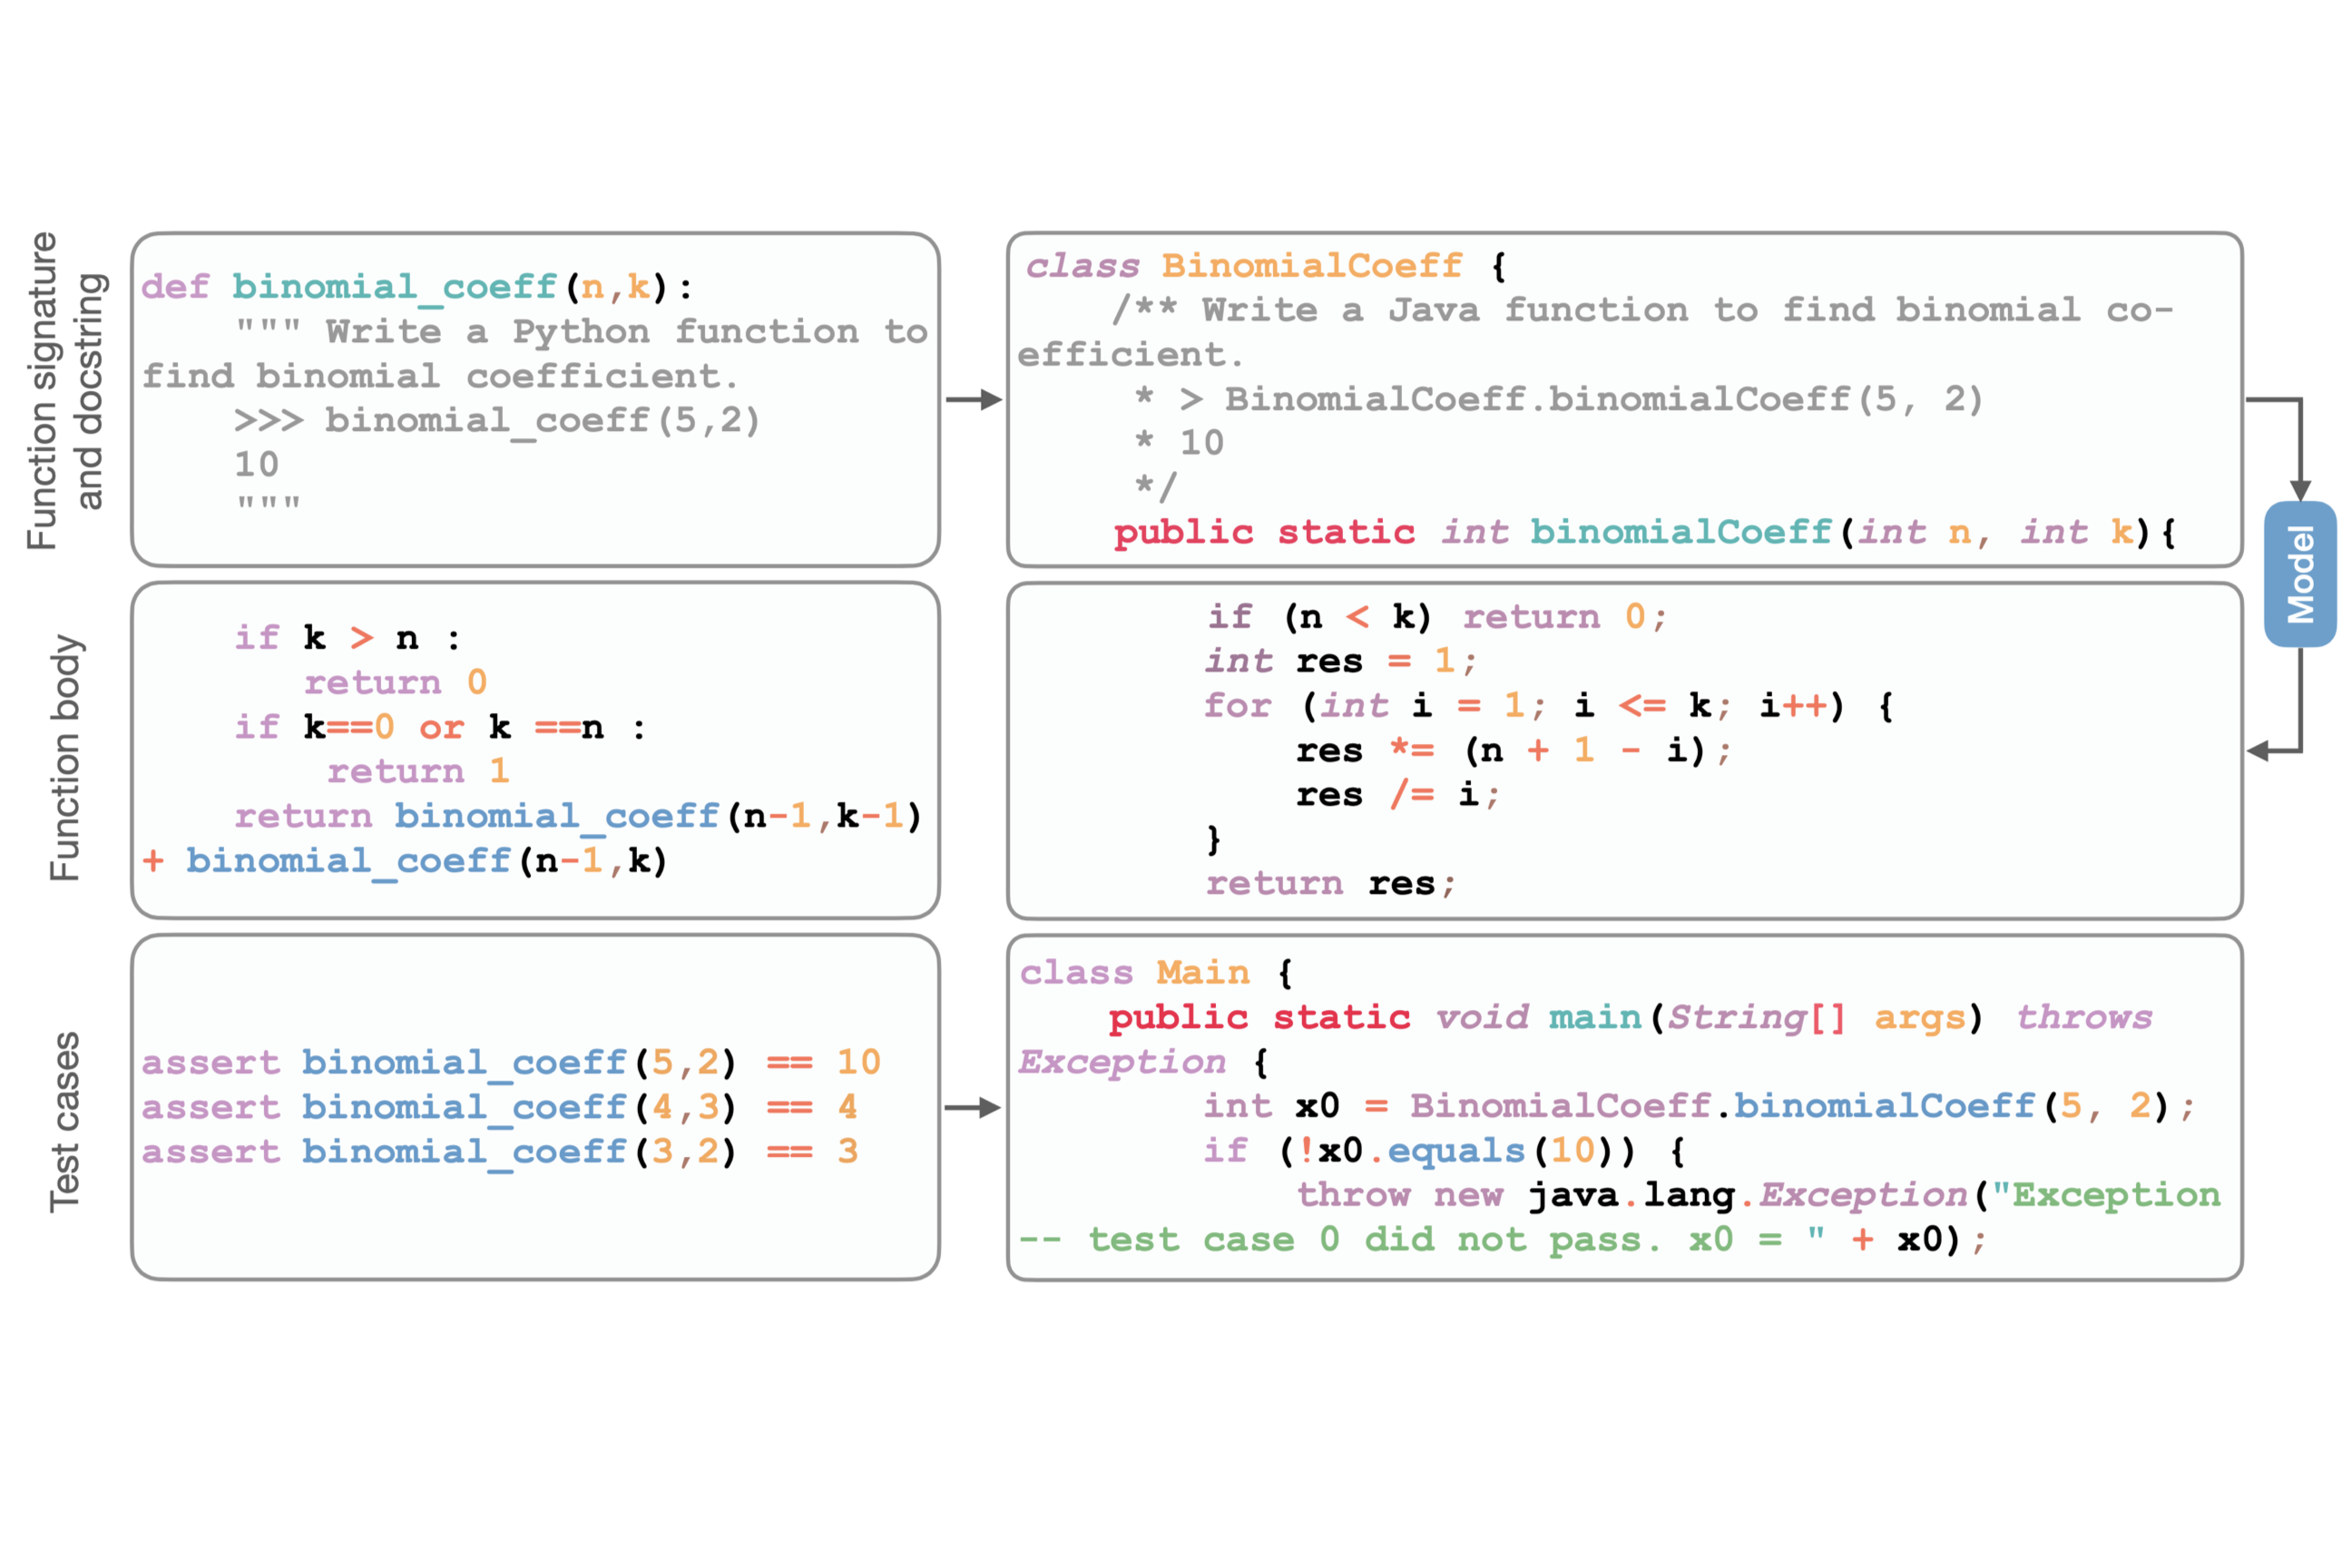 Function signature
and docstring
def binomial_coeff(n,k):
""" Write a Python function to
find binomial coefficient.
>>> binomial_coeff(5,2)
10
"""
class BinomialCoeff {
/** Write a Java function to find binomial co-
efficient.
* > BinomialCoeff.binomialCoeff(5, 2)
* 10
*/
public static int binomialCoeff(int n, int k){
Model
Function body
if k > n :
return 0
if k==0 or k ==n :
return 1
return binomial_coeff(n-1,k-1)
+ binomial_coeff(n-1,k)
if (n < k) return 0;
int res = 1;
for (int i = 1; i <= k; i++) {
res *= (n + 1 - i);
res /= i;
}
return res;
Test cases
assert binomial_coeff(5,2) == 10
assert binomial_coeff(4,3) == 4
assert binomial_coeff(3,2) == 3
class Main {
public static void main(String[] args) throws
Exception {
int x0 = BinomialCoeff.binomialCoeff(5, 2);
if (!x0.equals(10)) {
throw new java.lang.Exception("Exception
-- test case 0 did not pass. x0 = " + x0);